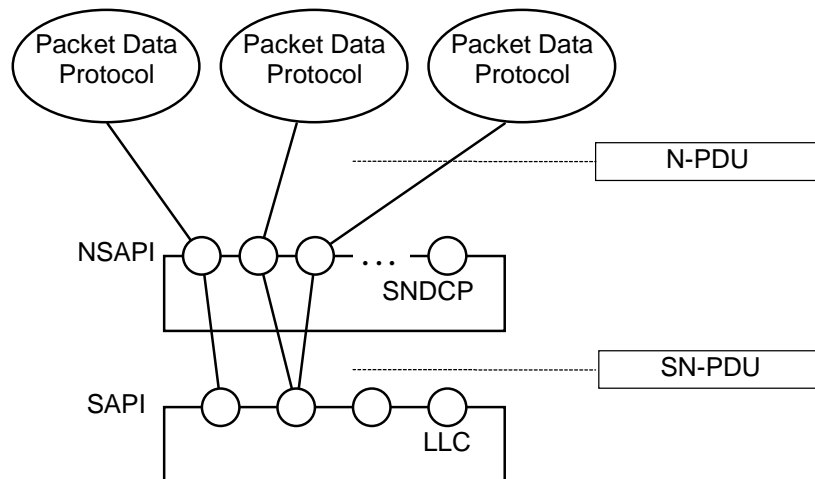 Packet Data
Protocol
Packet Data
Protocol
Packet Data
Protocol
N-PDU
NSAPI
. . .
SNDCP
SN-PDU
SAPI
LLC